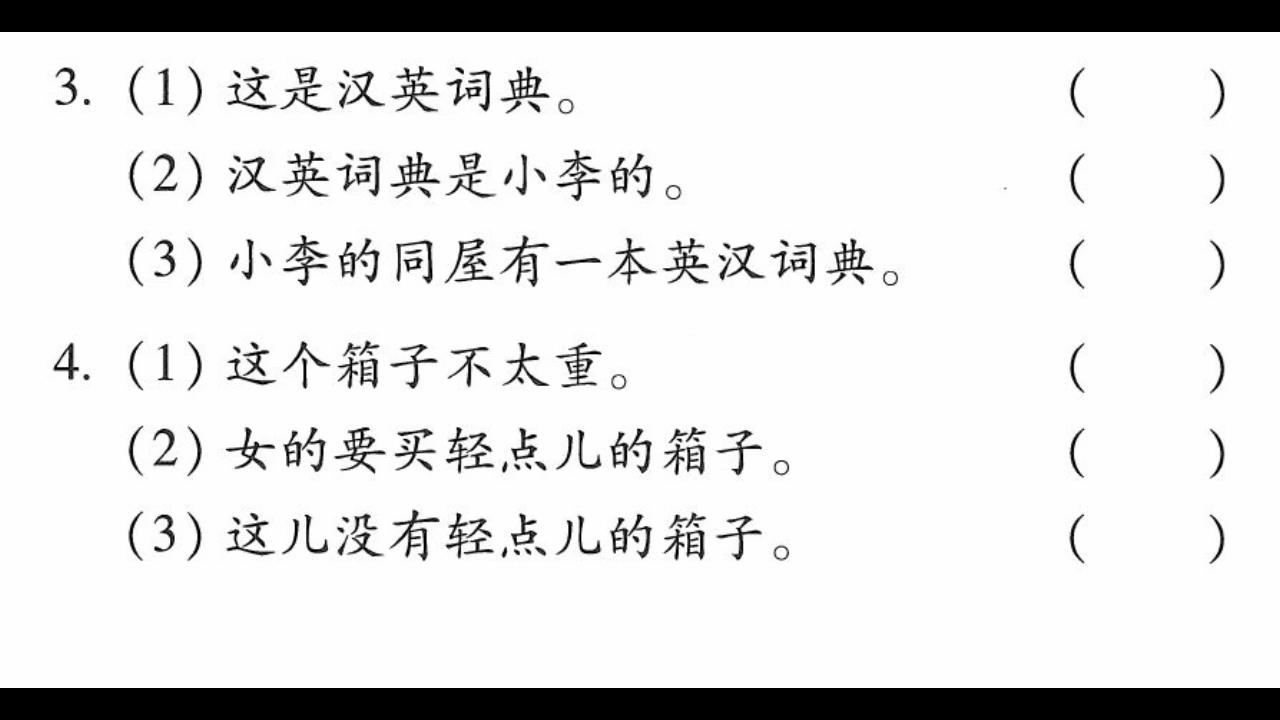 3. (1) 这是汉英词典。 ( )
(2) 汉英词典是小李的。 ( )
(3) 小李的同屋有一本英汉词典。 ( )
4. (1) 这个箱子不太重。 ( )
(2) 女的要买轻点儿的箱子。 ( )
(3) 这儿没有轻点儿的箱子。 ( )